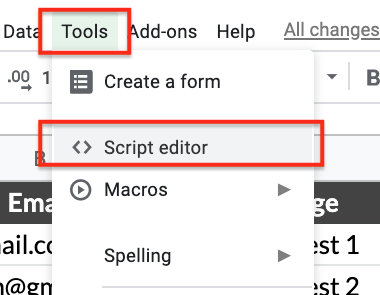 Data Tools Add-ons Help All changes
.00 1 B
Create a form
Script editor
B
Macros
Ema ge
ail.co est 1
Spelling
n@gm est 1